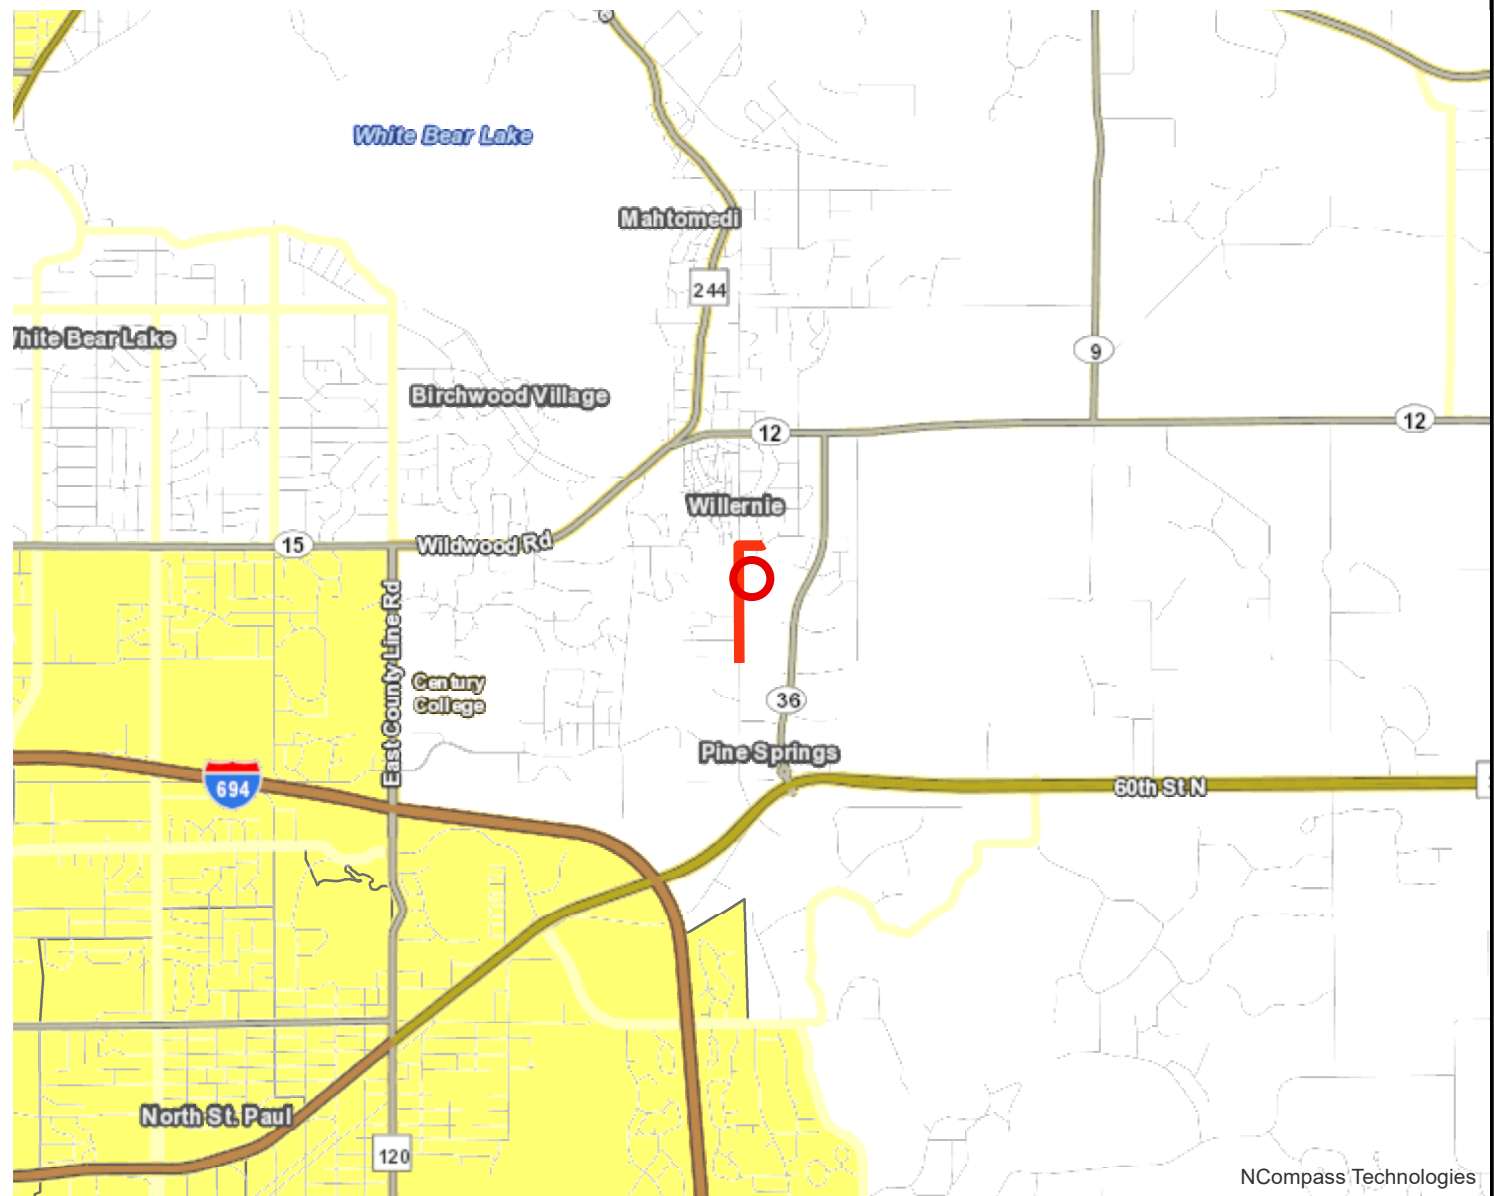 White Bear Lake
Mahtomedi
244
hite Bear Lake
9
Birchwood Village
12
12
Willernie
15
Wildwood Rd
East County Line Rd
Century
College
36
Pine Springs
694
60th St N
North St. Paul
120
NCompass Technologies